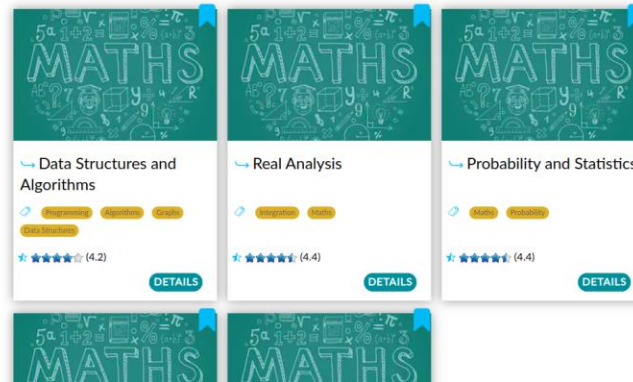 MATHS
MATHS
MATHS
Data Structures and
Algorithms
Programming Algorithms Graphs
Data Structures
(4.2)
DETAILS
Real Analysis
Integration Maths
(4.4)
DETAILS
Probability and Statistics
Maths Probability
(4.4)
DETAILS
MATHS
MATHS